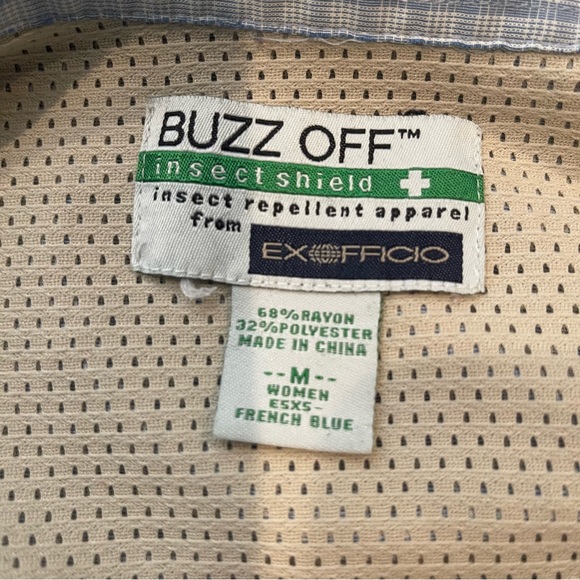 BUZZ OFF™
insect shield
insect repellent apparel
from
EXOFFICIO
68%RAYON
32%POLYESTER
MADE IN CHINA
--M--
WOMEN
ESXS-
FRENCH BLUE